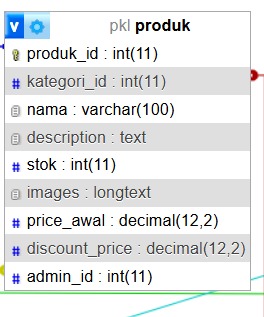 v pkl produk
produk_id : int(11)
# kategori_id : int(11)
nama : varchar(100)
description : text
# stok : int(11)
images : longtext
# price_awal : decimal(12,2)
# discount_price : decimal(12,2)
# admin_id : int(11)